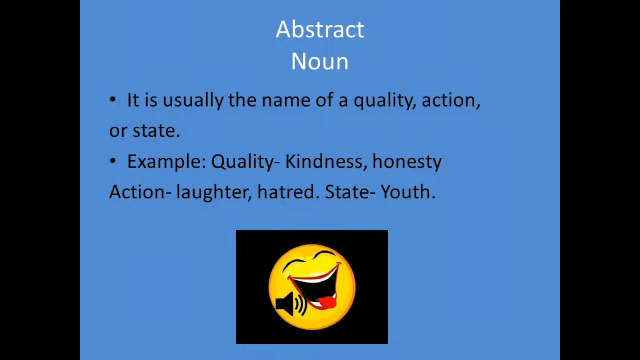 Abstract
Noun
• It is usually the name of a quality, action,
or state.
• Example: Quality- Kindness, honesty
Action- laughter, hatred. State- Youth.